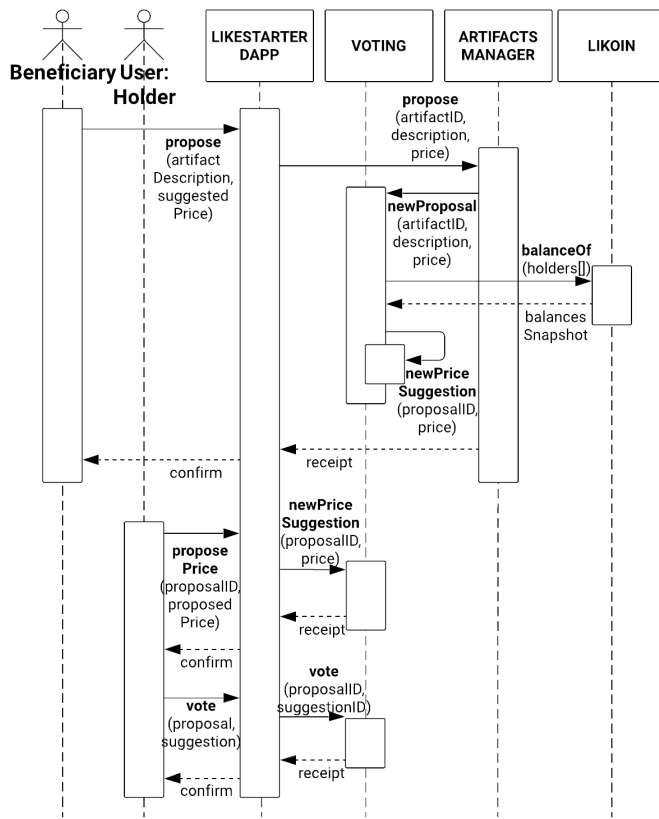 LIKESTARTER
DAPP
VOTING
ARTIFACTS
MANAGER
LIKOIN
Beneficiary
User:
Holder
propose
(artifact
Description,
suggested
Price)
propose
(artifactID,
description,
price)
newProposal
(artifactID,
description,
price)
balanceOf
(holders[])
balances
Snapshot
newPrice
Suggestion
(proposalID,
price)
receipt
confirm
propose
Price
(proposalID,
proposed
Price)
newPrice
Suggestion
(proposalID,
price)
receipt
confirm
vote
(proposal,
suggestion)
vote
(proposalID,
suggestionID)
receipt
confirm